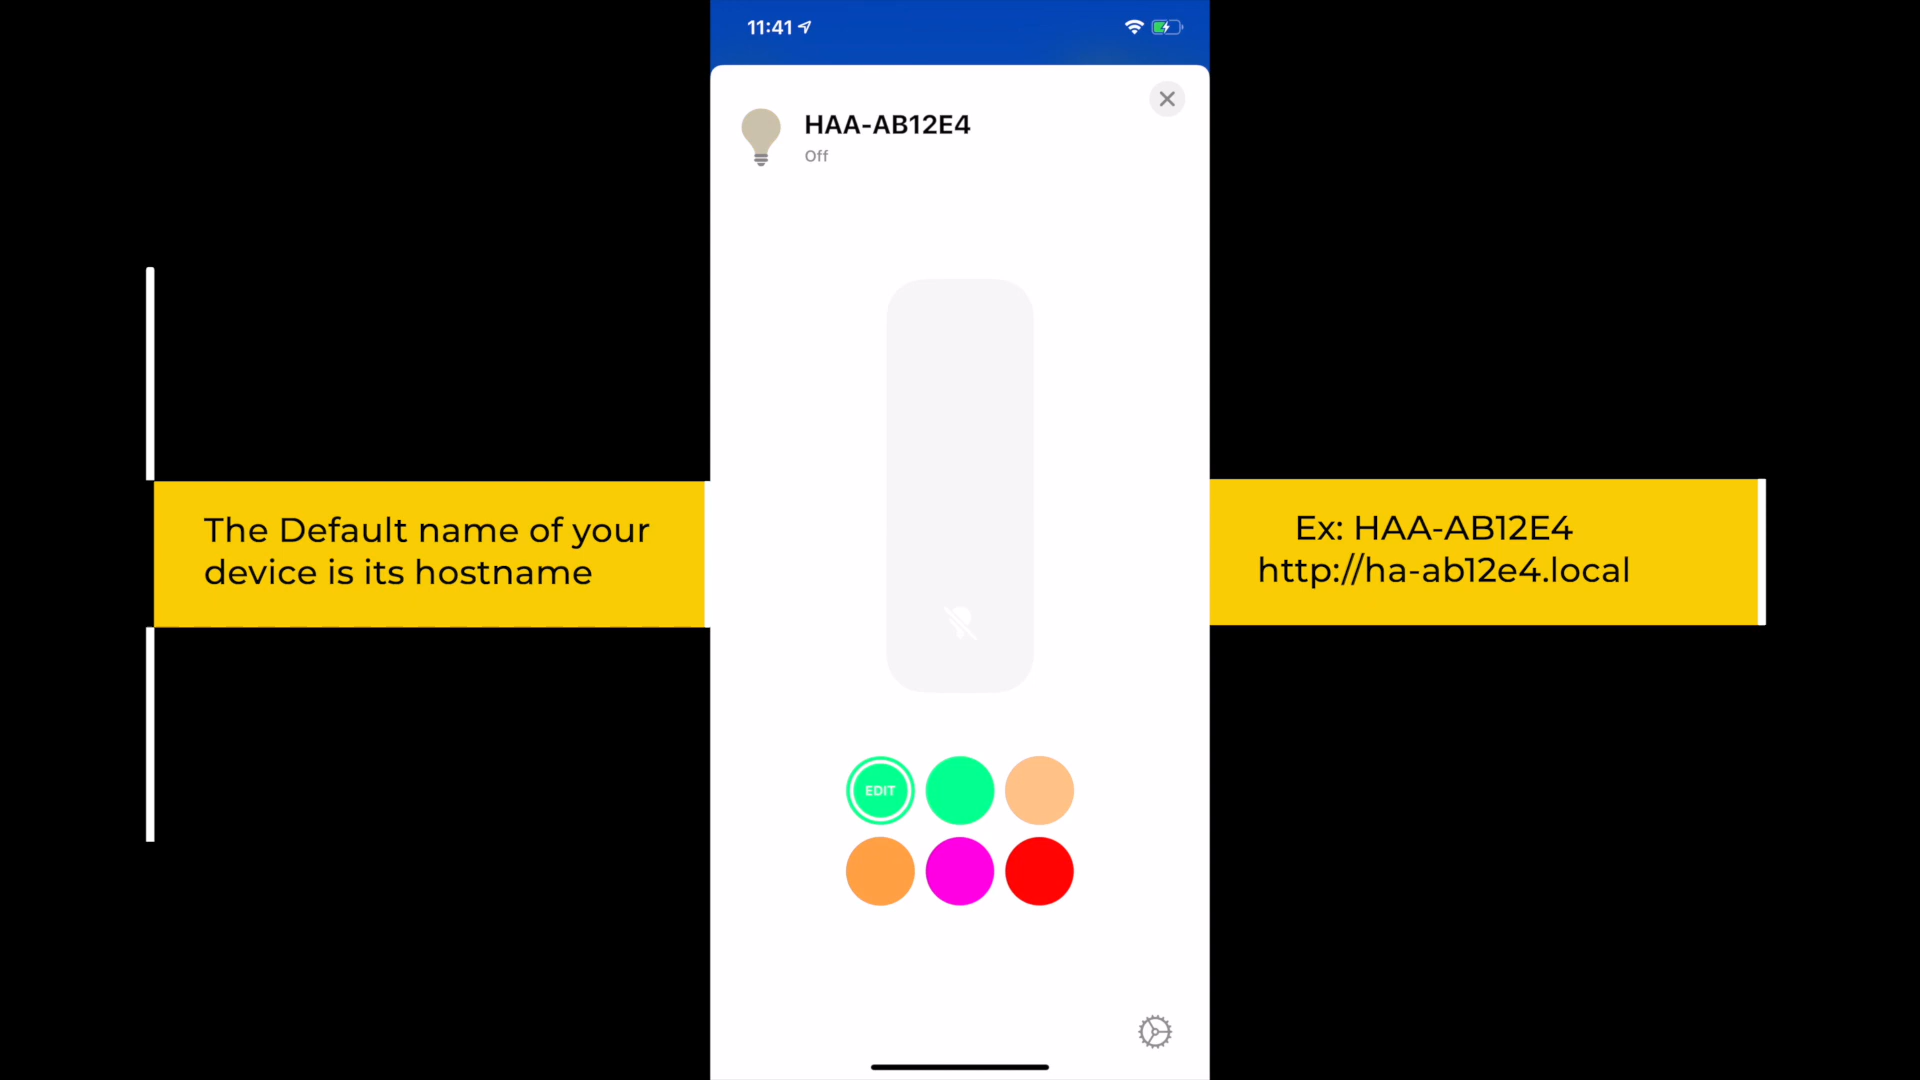 11:41
HAA-AB12E4
Off
The Default name of your
device is its hostname
Ex: HAA-AB12E4
http://ha-ab12e4.local
EDIT